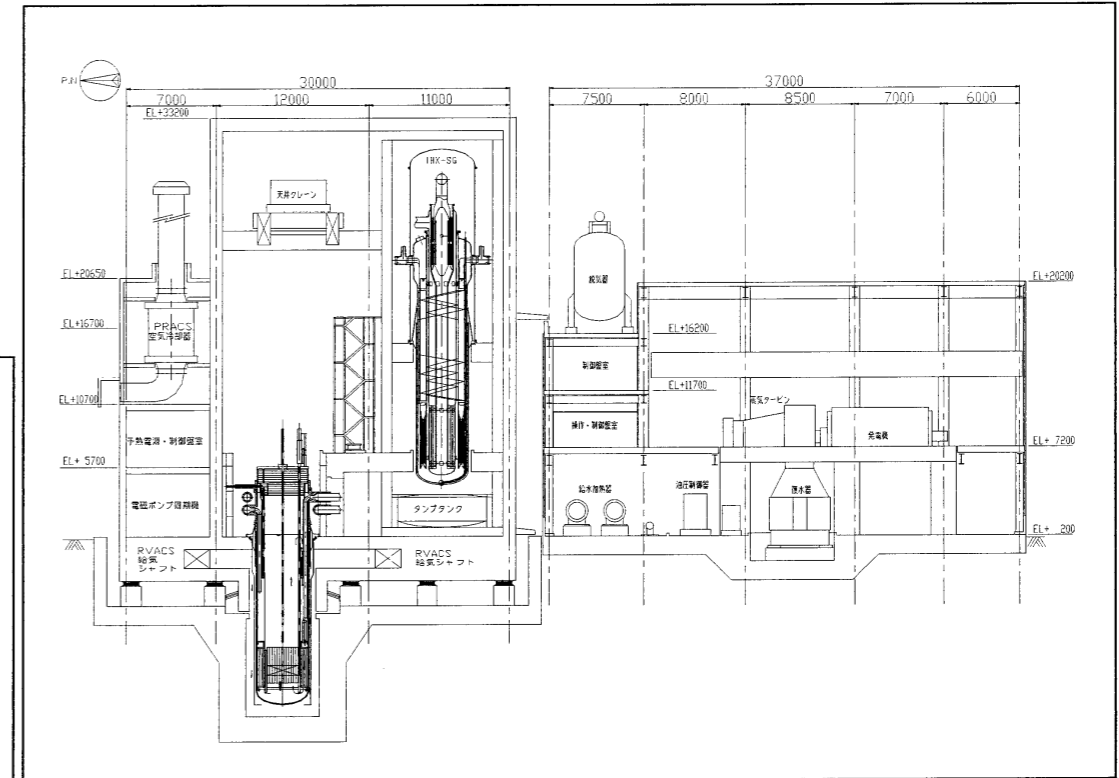 P.N
30000
37000
7000
12000
11000
7500
8000
8500
7000
6000
EL+33200
IHX-SG
天井クレーン
脱気器
EL+20650
EL+20200
EL+16700
PRACS
空気冷却器
EL+16200
制御盤室
EL+11700
EL+10700
蒸気タービン
予熱電源・制御盤室
操作・制御盤室
発電機
EL+ 7200
EL+ 5700
電磁ポンプ同期機
ダンプタンク
給水加熱器
油圧制御器
復水器
EL+ 200
RVACS
給気
シャフト
RVACS
給気シャフト